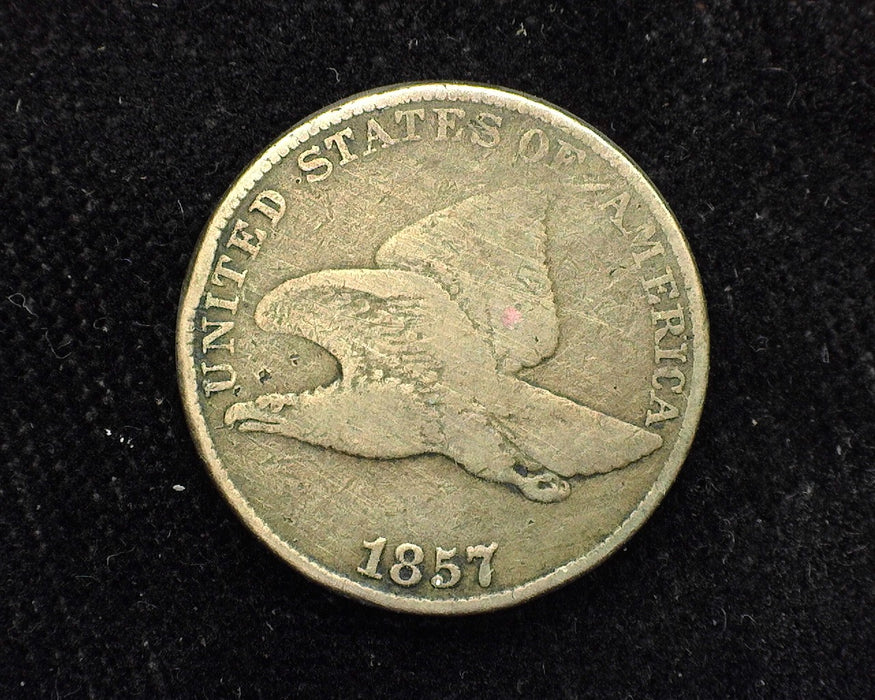 UNITED STATES OF AMERICA
1857